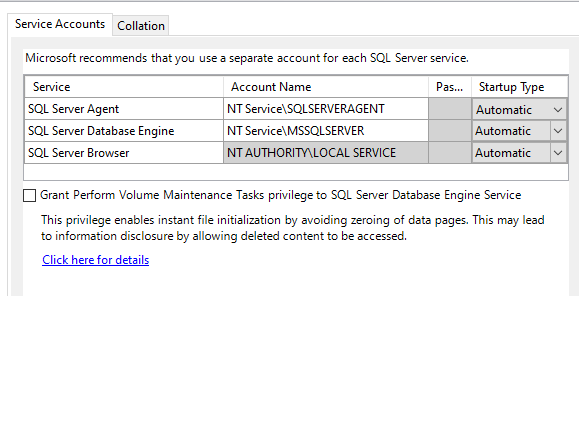 Service Accounts Collation
Microsoft recommends that you use a separate account for each SQL Server service.
Service Account Name Pas... Startup Type
SQL Server Agent NT Service\SQLSERVERAGENT Automatic
SQL Server Database Engine NT Service\MSSQLSERVER Automatic
SQL Server Browser NT AUTHORITY\LOCAL SERVICE Automatic
Grant Perform Volume Maintenance Tasks privilege to SQL Server Database Engine Service
This privilege enables instant file initialization by avoiding zeroing of data pages. This may lead
to information disclosure by allowing deleted content to be accessed.
Click here for details